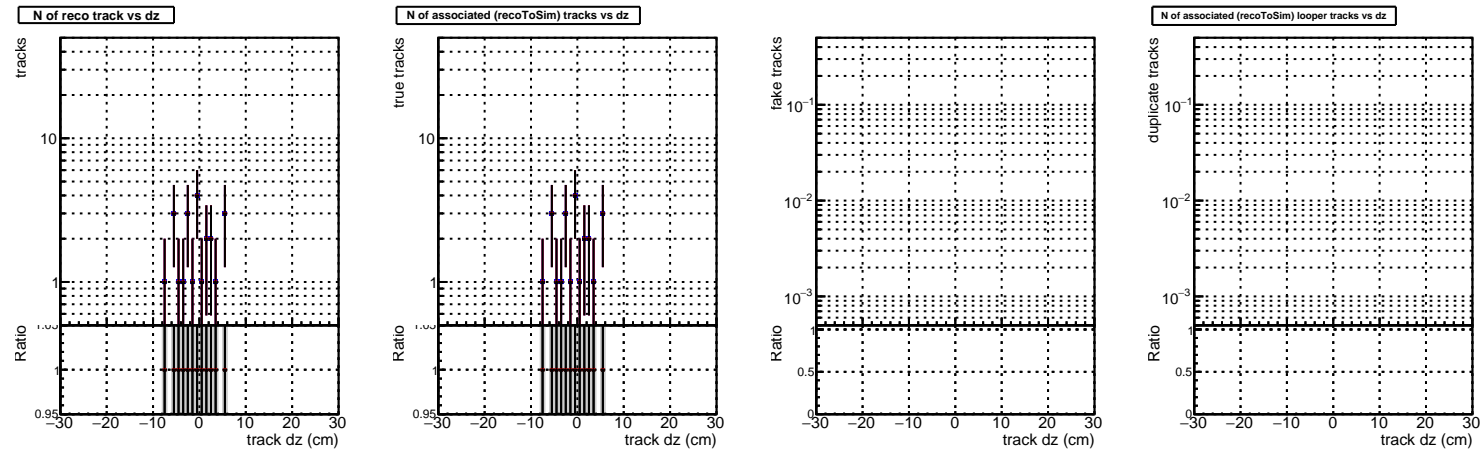 N of reco track vs dz
tracks
10
1
Ratio
1
0.95
−30 −20 −10 0 10 20 30
track dz (cm)
N of associated (recoToSim) tracks vs dz
true tracks
10
1
Ratio
1
0.95
−30 −20 −10 0 10 20 30
track dz (cm)
fake tracks
10−1
10−2
10−3
Ratio
1
0.5
0
−30 −20 −10 0 10 20 30
track dz (cm)
N of associated (recoToSim) looper tracks vs dz
duplicate tracks
10−1
10−2
10−3
Ratio
1
0.5
0
−30 −20 −10 0 10 20 30
track dz (cm)